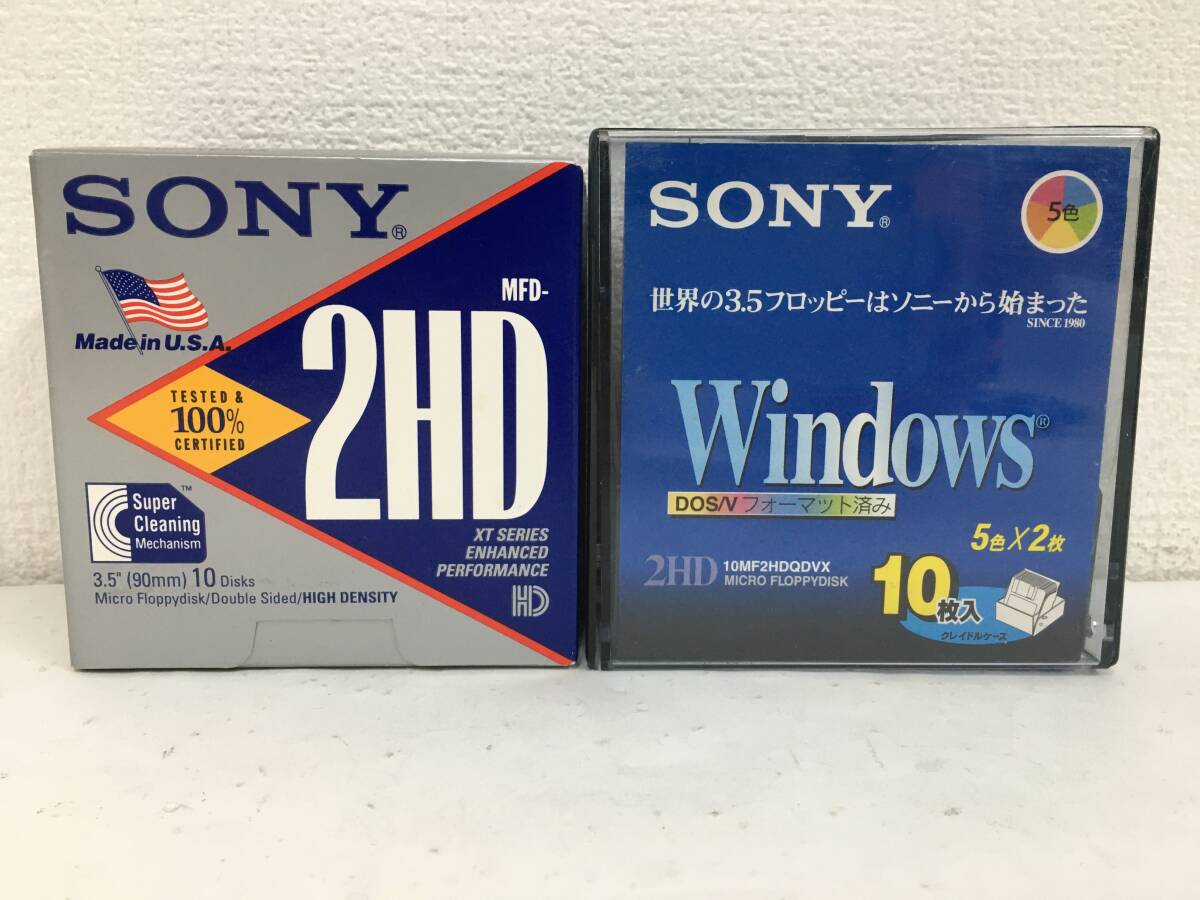 SONY®
Made in U.S.A.
MFD-
2HD
TESTED &
100%
CERTIFIED
Super
Cleaning
Mechanism
™
XT SERIES
ENHANCED
PERFORMANCE
HD
3.5" (90mm) 10 Disks
Micro Floppydisk/Double Sided/HIGH DENSITY
SONY®
5色
世界の3.5フロッピーはソニーから始まった
SINCE 1980
Windows®
DOS/V フォーマット済み
5色×2枚
2HD
10MF2HDQDVX
MICRO FLOPPYDISK
10枚入
クレイドルケース